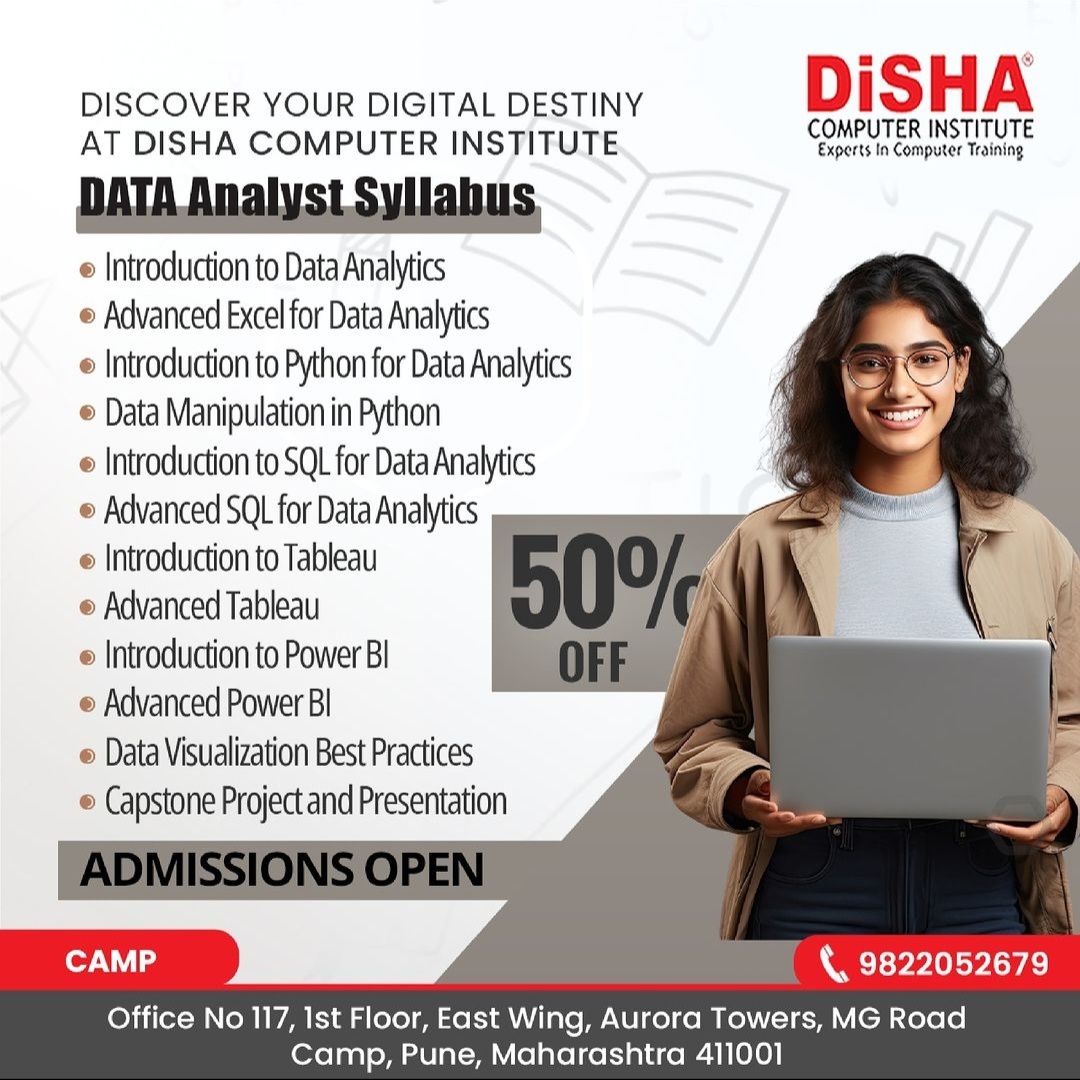 DISCOVER YOUR DIGITAL DESTINY
AT DISHA COMPUTER INSTITUTE
DATA Analyst Syllabus
DiSHA®
COMPUTER INSTITUTE
Experts In Computer Training
Introduction to Data Analytics
Advanced Excel for Data Analytics
Introduction to Python for Data Analytics
Data Manipulation in Python
Introduction to SQL for Data Analytics
Advanced SQL for Data Analytics
Introduction to Tableau
Advanced Tableau
Introduction to Power BI
Advanced Power BI
Data Visualization Best Practices
Capstone Project and Presentation
50%
OFF
ADMISSIONS OPEN
CAMP
9822052679
Office No 117, 1st Floor, East Wing, Aurora Towers, MG Road
Camp, Pune, Maharashtra 411001